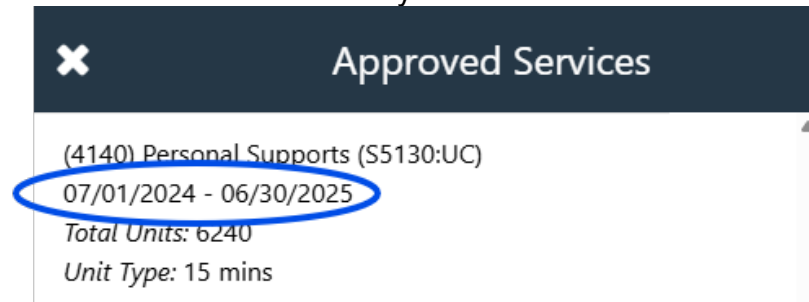 Approved Services
(4140) Personal Supports (S5130:UC)
07/01/2024 - 06/30/2025
Total Units: 6240
Unit Type: 15 mins